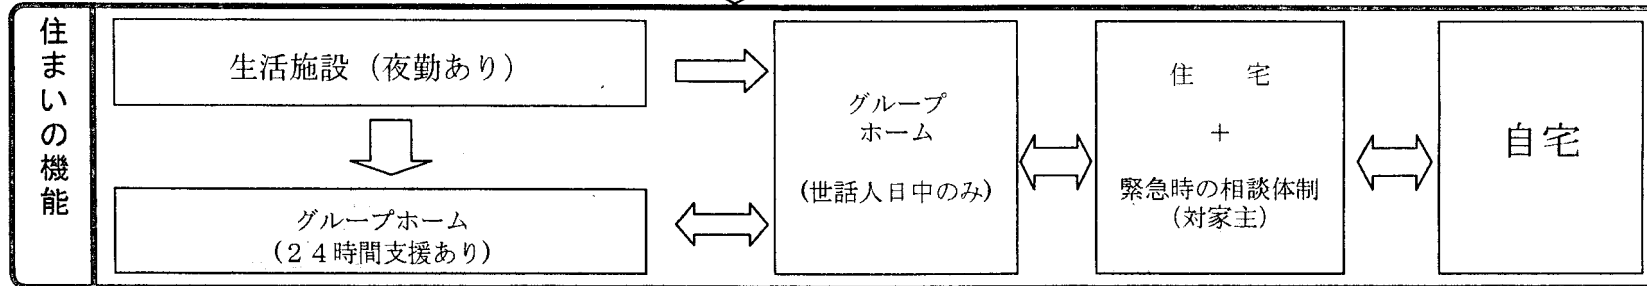 住まいの機能
生活施設（夜勤あり）
グループホーム
（２４時間支援あり）
グループ
ホーム
(世話人日中のみ)
住　宅
＋
緊急時の相談体制
(対家主)
自宅